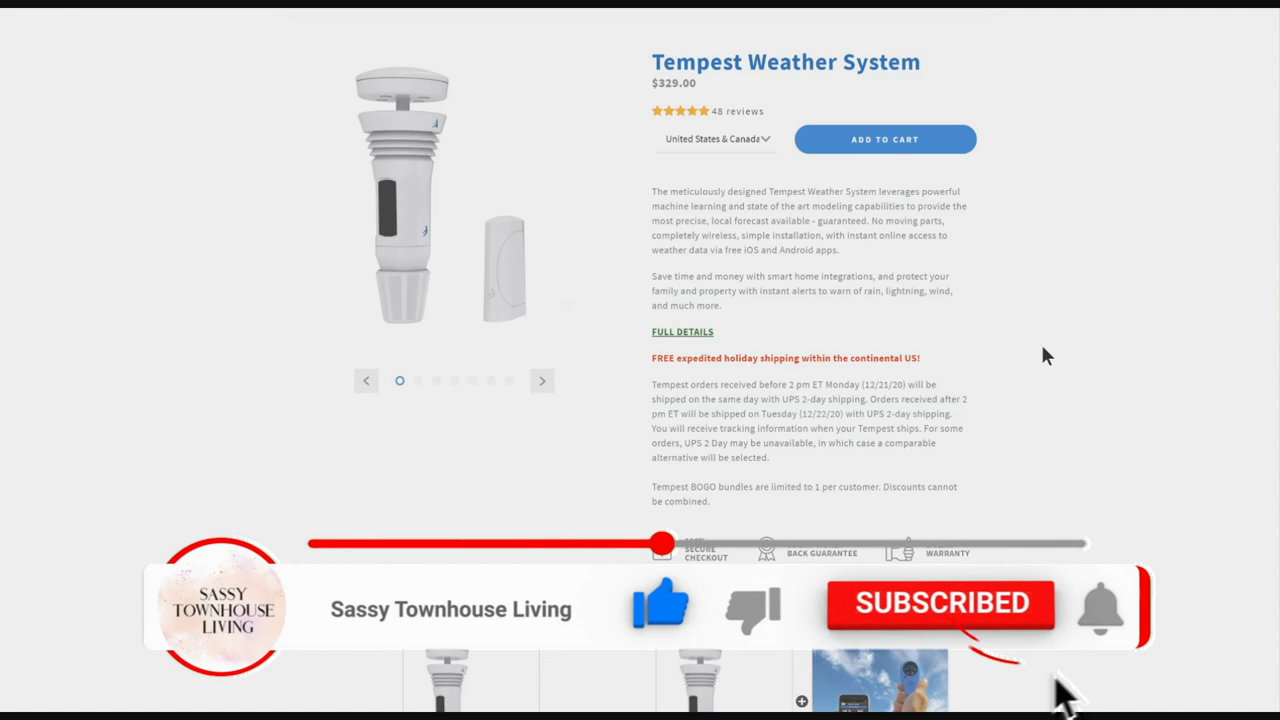 Tempest Weather System
$329.00
48 reviews
United States & Canada
ADD TO CART
The meticulously designed Tempest Weather System leverages powerful
machine learning and state of the art modeling capabilities to provide the
most precise, local forecast available - guaranteed. No moving parts,
completely wireless, simple installation, with instant online access to
weather data via free iOS and Android apps.
Save time and money with smart home integrations, and protect your
family and property with instant alerts to warn of rain, lightning, wind,
and much more.
FULL DETAILS
FREE expedited holiday shipping within the continental US!
Tempest orders received before 2 pm ET Monday (12/21/20) will be
shipped on the same day with UPS 2-day shipping. Orders received after 2
pm ET will be shipped on Tuesday (12/22/20) with UPS 2-day shipping.
You will receive tracking information when your Tempest ships. For some
orders, UPS 2 Day may be unavailable, in which case a comparable
alternative will be selected.
Tempest BOGO bundles are limited to 1 per customer. Discounts cannot
be combined.
SECURE
CHECKOUT
BACK GUARANTEE
WARRANTY
SASSY
TOWNHOUSE
LIVING
Sassy Townhouse Living
SUBSCRIBED